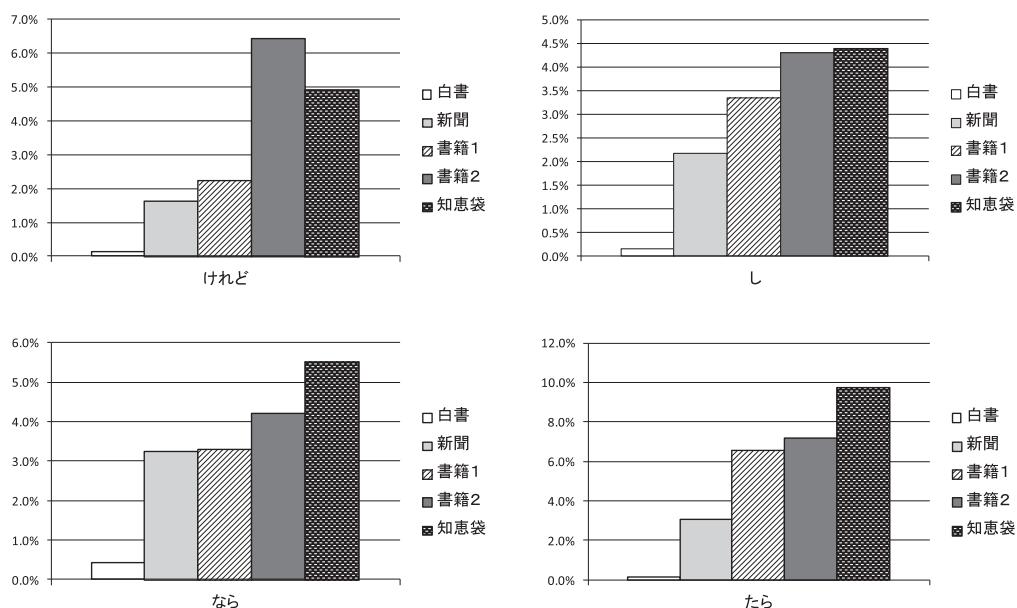 7.0%
6.0%
5.0%
4.0%
3.0%
2.0%
1.0%
0.0%
けれど
白書
新聞
書籍1
書籍2
知恵袋
5.0%
4.5%
4.0%
3.5%
3.0%
2.5%
2.0%
1.5%
1.0%
0.5%
0.0%
し
白書
新聞
書籍1
書籍2
知恵袋
6.0%
5.0%
4.0%
3.0%
2.0%
1.0%
0.0%
なら
白書
新聞
書籍1
書籍2
知恵袋
12.0%
10.0%
8.0%
6.0%
4.0%
2.0%
0.0%
たら
白書
新聞
書籍1
書籍2
知恵袋